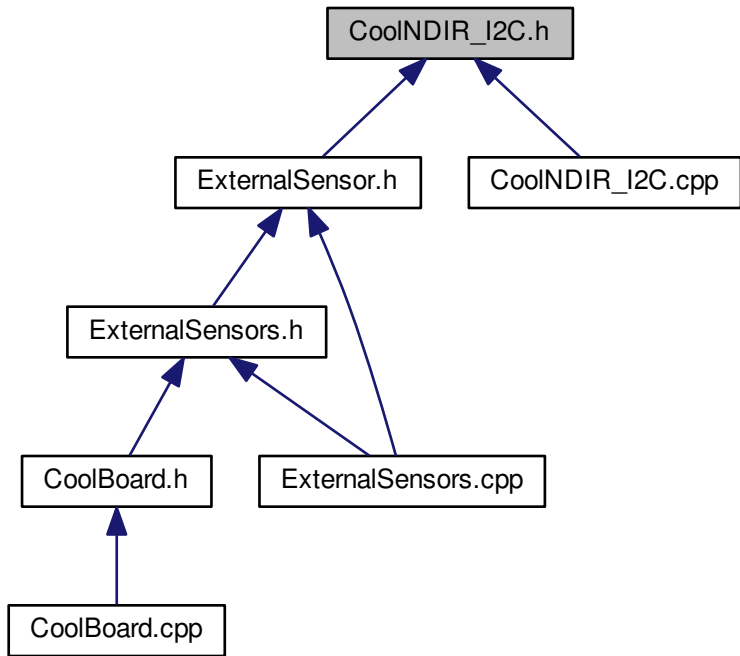 CoolNDIR_I2C.h
ExternalSensor.h
CoolNDIR_I2C.cpp
ExternalSensors.h
CoolBoard.h
ExternalSensors.cpp
CoolBoard.cpp